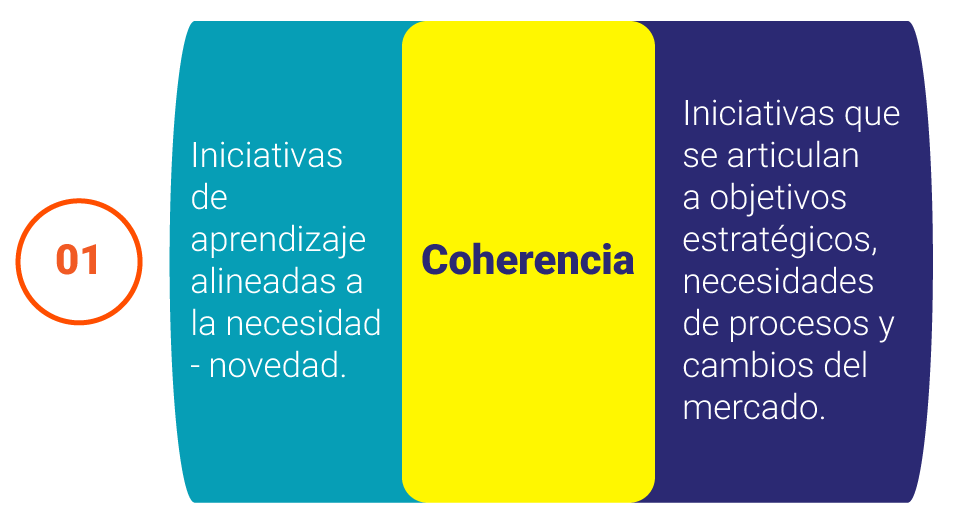 01
Iniciativas
de
aprendizaje
alineadas a
la necesidad
- novedad.
Coherencia
Iniciativas que
se articulan
a objetivos
estratégicos,
necesidades
de procesos y
cambios del
mercado.